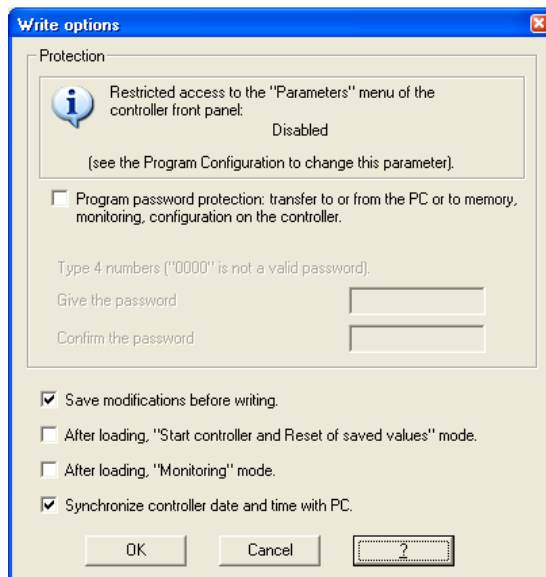 Write options
Protection
Restricted access to the "Parameters" menu of the
controller front panel:
Disabled
(see the Program Configuration to change this parameter).
Program password protection: transfer to or from the PC or to memory,
monitoring, configuration on the controller.
Type 4 numbers ("0000" is not a valid password).
Give the password
Confirm the password
Save modifications before writing.
After loading, "Start controller and Reset of saved values" mode.
After loading, "Monitoring" mode.
Synchronize controller date and time with PC.
OK Cancel ?